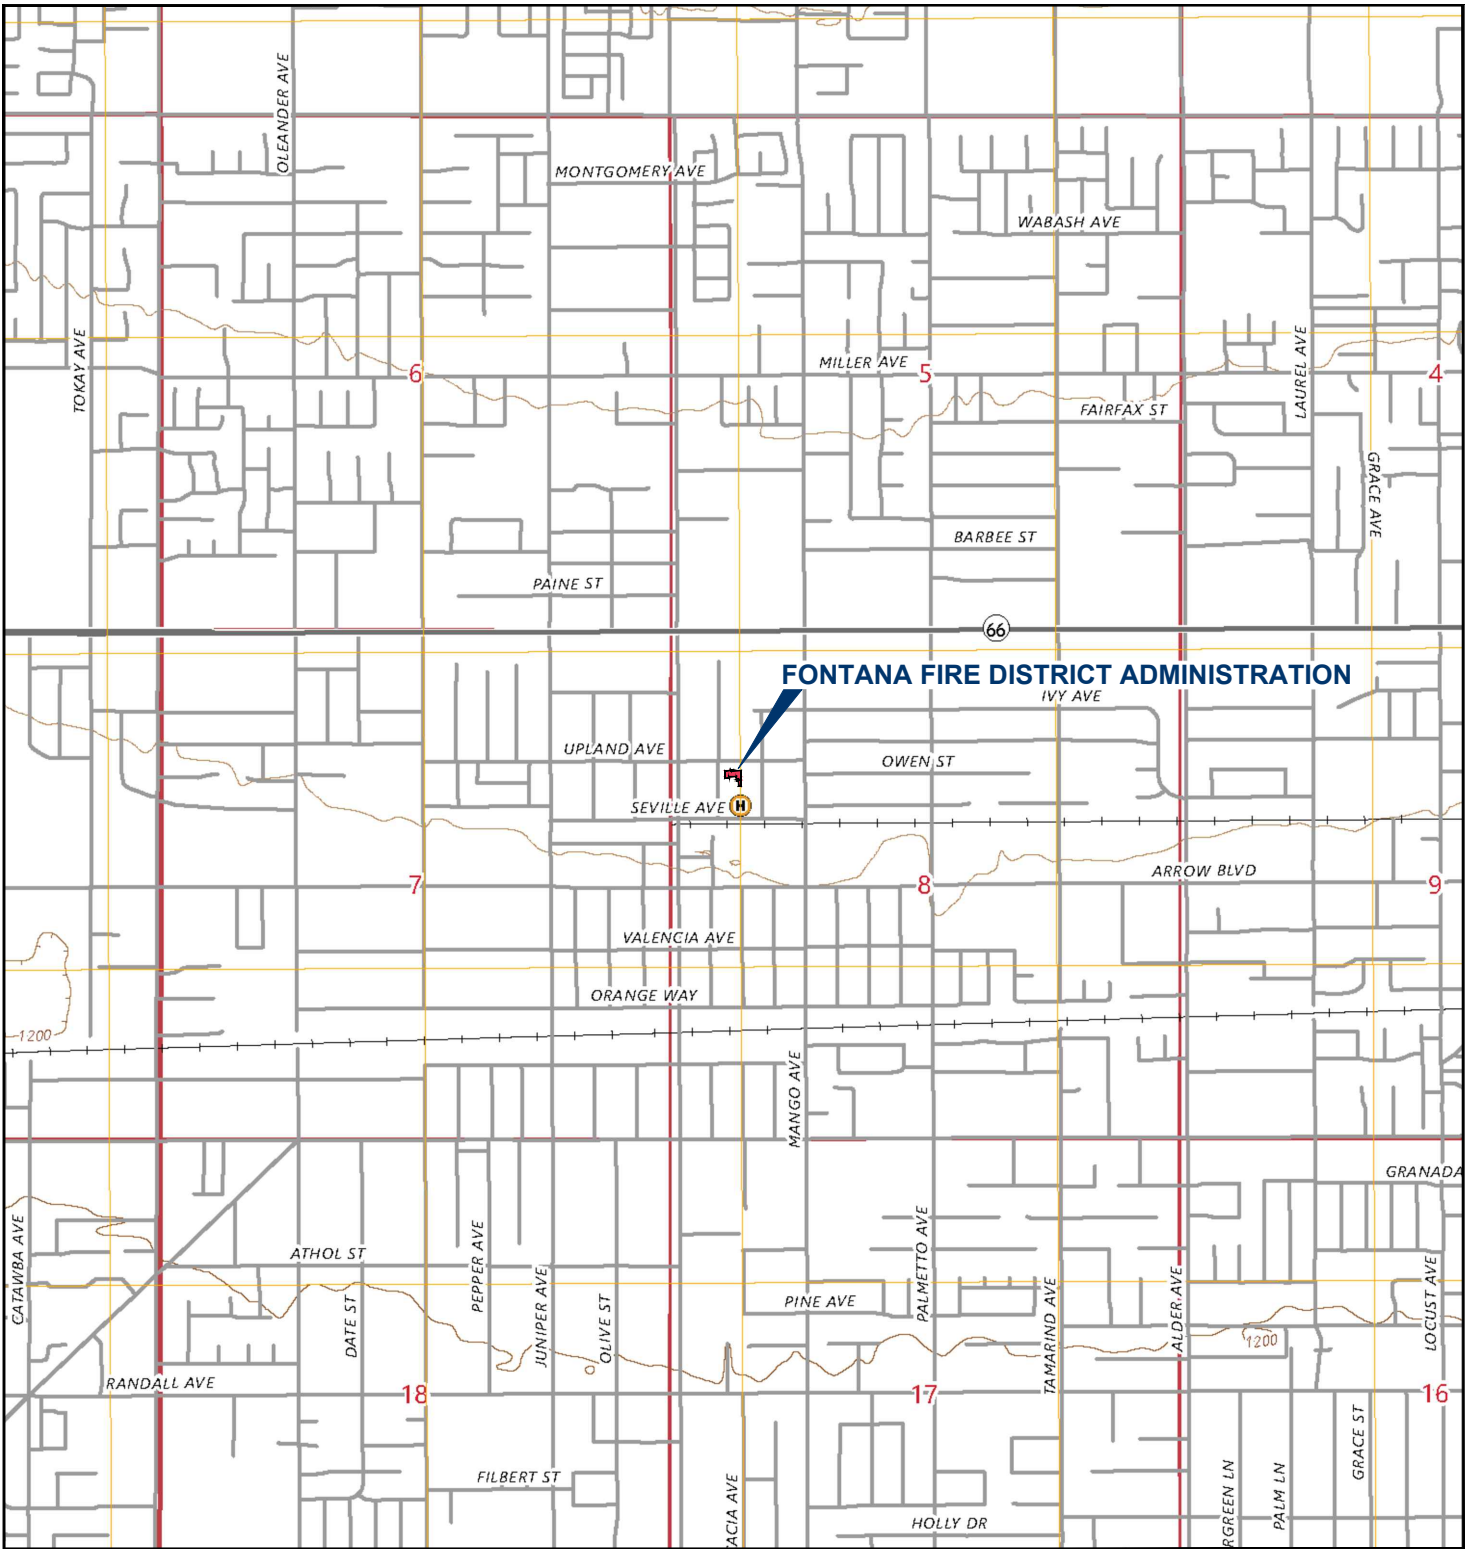 OLEANDER AVE
MONTGOMERY AVE
WABASH AVE
TOKAY AVE
LAUREL AVE
MILLER AVE
6
5
4
FAIRFAX ST
GRACE AVE
BARBEE ST
PAINE ST
66
FONTANA FIRE DISTRICT ADMINISTRATION
IVY AVE
UPLAND AVE
OWEN ST
SEVILLE AVE
H
ARROW BLVD
7
8
9
VALENCIA AVE
ORANGE WAY
1200
MANGO AVE
GRANADA
CATAWBA AVE
ATHOL ST
PEPPER AVE
JUNIPER AVE
PALMETTO AVE
TAMARIND AVE
ALDER AVE
LOCUST AVE
DATE ST
OLIVE ST
PINE AVE
1200
RANDALL AVE
18
17
16
GRACE ST
FILBERT ST
ACIA AVE
RGREEN LN
PALM LN
HOLLY DR